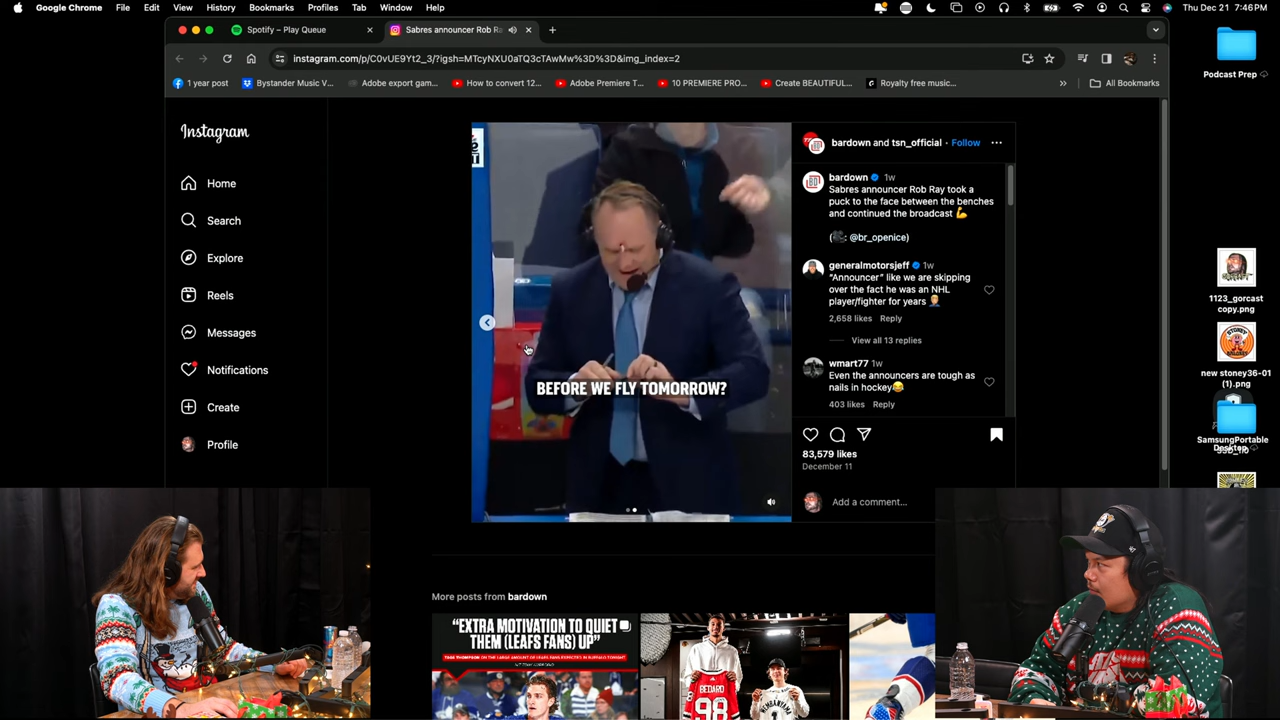 Google Chrome File Edit View History Bookmarks Profiles Tab Window Help
Thu Dec 21 7:46 PM
Spotify – Play Queue
Sabres announcer Rob Ra
instagram.com/p/C0vUE9Yt2_3/?igsh=MTcyNXU0aTQ3cTAwMw%3D%3D&img_index=2
1 year post
Bystander Music V...
Adobe export gam...
How to convert 12...
Adobe Premiere T...
10 PREMIERE PRO...
Create BEAUTIFUL...
Royalty free music...
All Bookmarks
Instagram
Home
Search
Explore
Reels
Messages
Notifications
Create
Profile
BEFORE WE FLY TOMORROW?
bardown and tsn_official • Follow
bardown 1w
Sabres announcer Rob Ray took a
puck to the face between the benches
and continued the broadcast 💪
(🎥: @br_openice)
generalmotorsjeff 1w
“Announcer” like we are skipping
over the fact he was an NHL
player/fighter for years
2,658 likes Reply
View all 13 replies
wmart77 1w
Even the announcers are tough as
nails in hockey😂
403 likes Reply
83,579 likes
December 11
Add a comment...
More posts from bardown
“EXTRA MOTIVATION TO QUIET
THEM (LEAFS FANS) UP”
BEDARD
98
WEMBANYAMA
1
Podcast Prep
1123_gorcast
copy.png
new stoney36-01
(1).png
SamsungPortable
Desktop